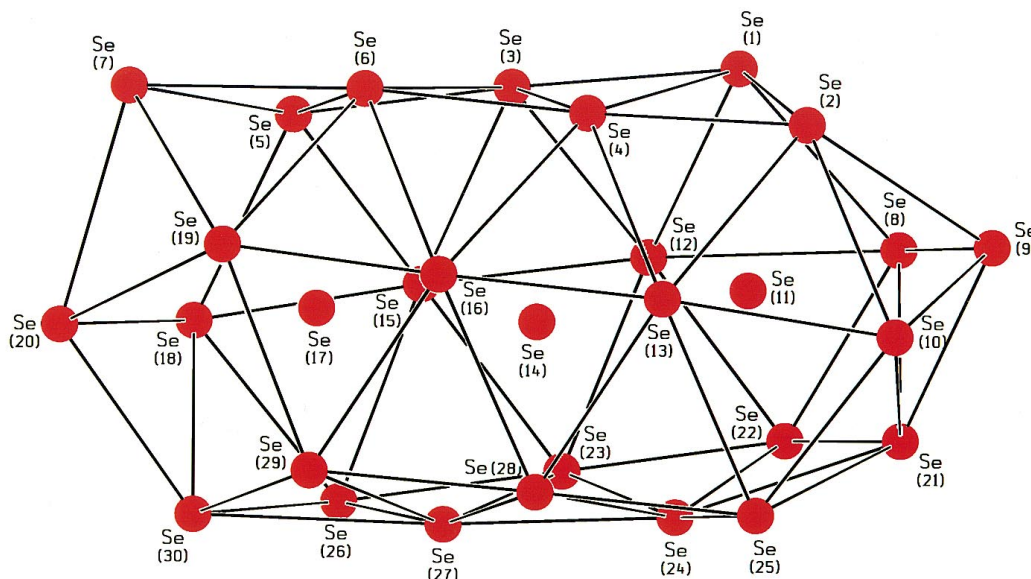 Se
(7)
Se
(6)
Se
(3)
Se
(1)
Se
(2)
Se
(5)
Se
(4)
Se
(19)
Se
(12)
Se
(8)
Se
(9)
Se
(20)
Se
(18)
Se
(17)
Se
(15)
Se
(16)
Se
(14)
Se
(13)
Se
(11)
Se
(10)
Se
(29)
Se (28)
Se
(23)
Se
(22)
Se
(21)
Se
(30)
Se
(26)
Se
(27)
Se
(24)
Se
(25)